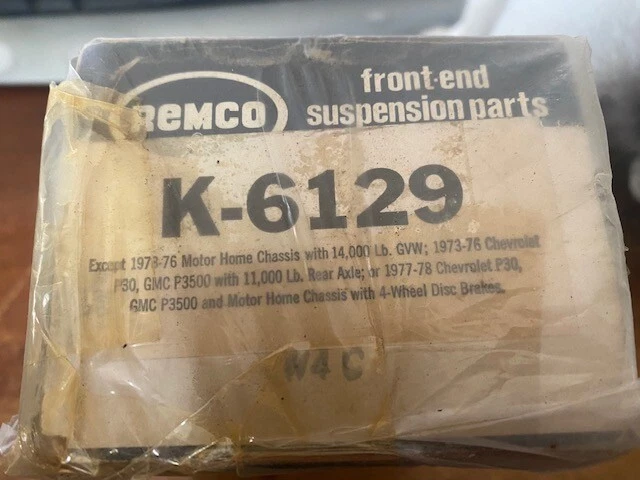 REMCO
front-end
suspension parts
K-6129
Except 1973-76 Motor Home Chassis with 14,000 Lb. GVW; 1973-76 Chevrolet
P30, GMC P3500 with 11,000 Lb. Rear Axle; or 1977-78 Chevrolet P30,
GMC P3500 and Motor Home Chassis with 4-Wheel Disc Brakes.